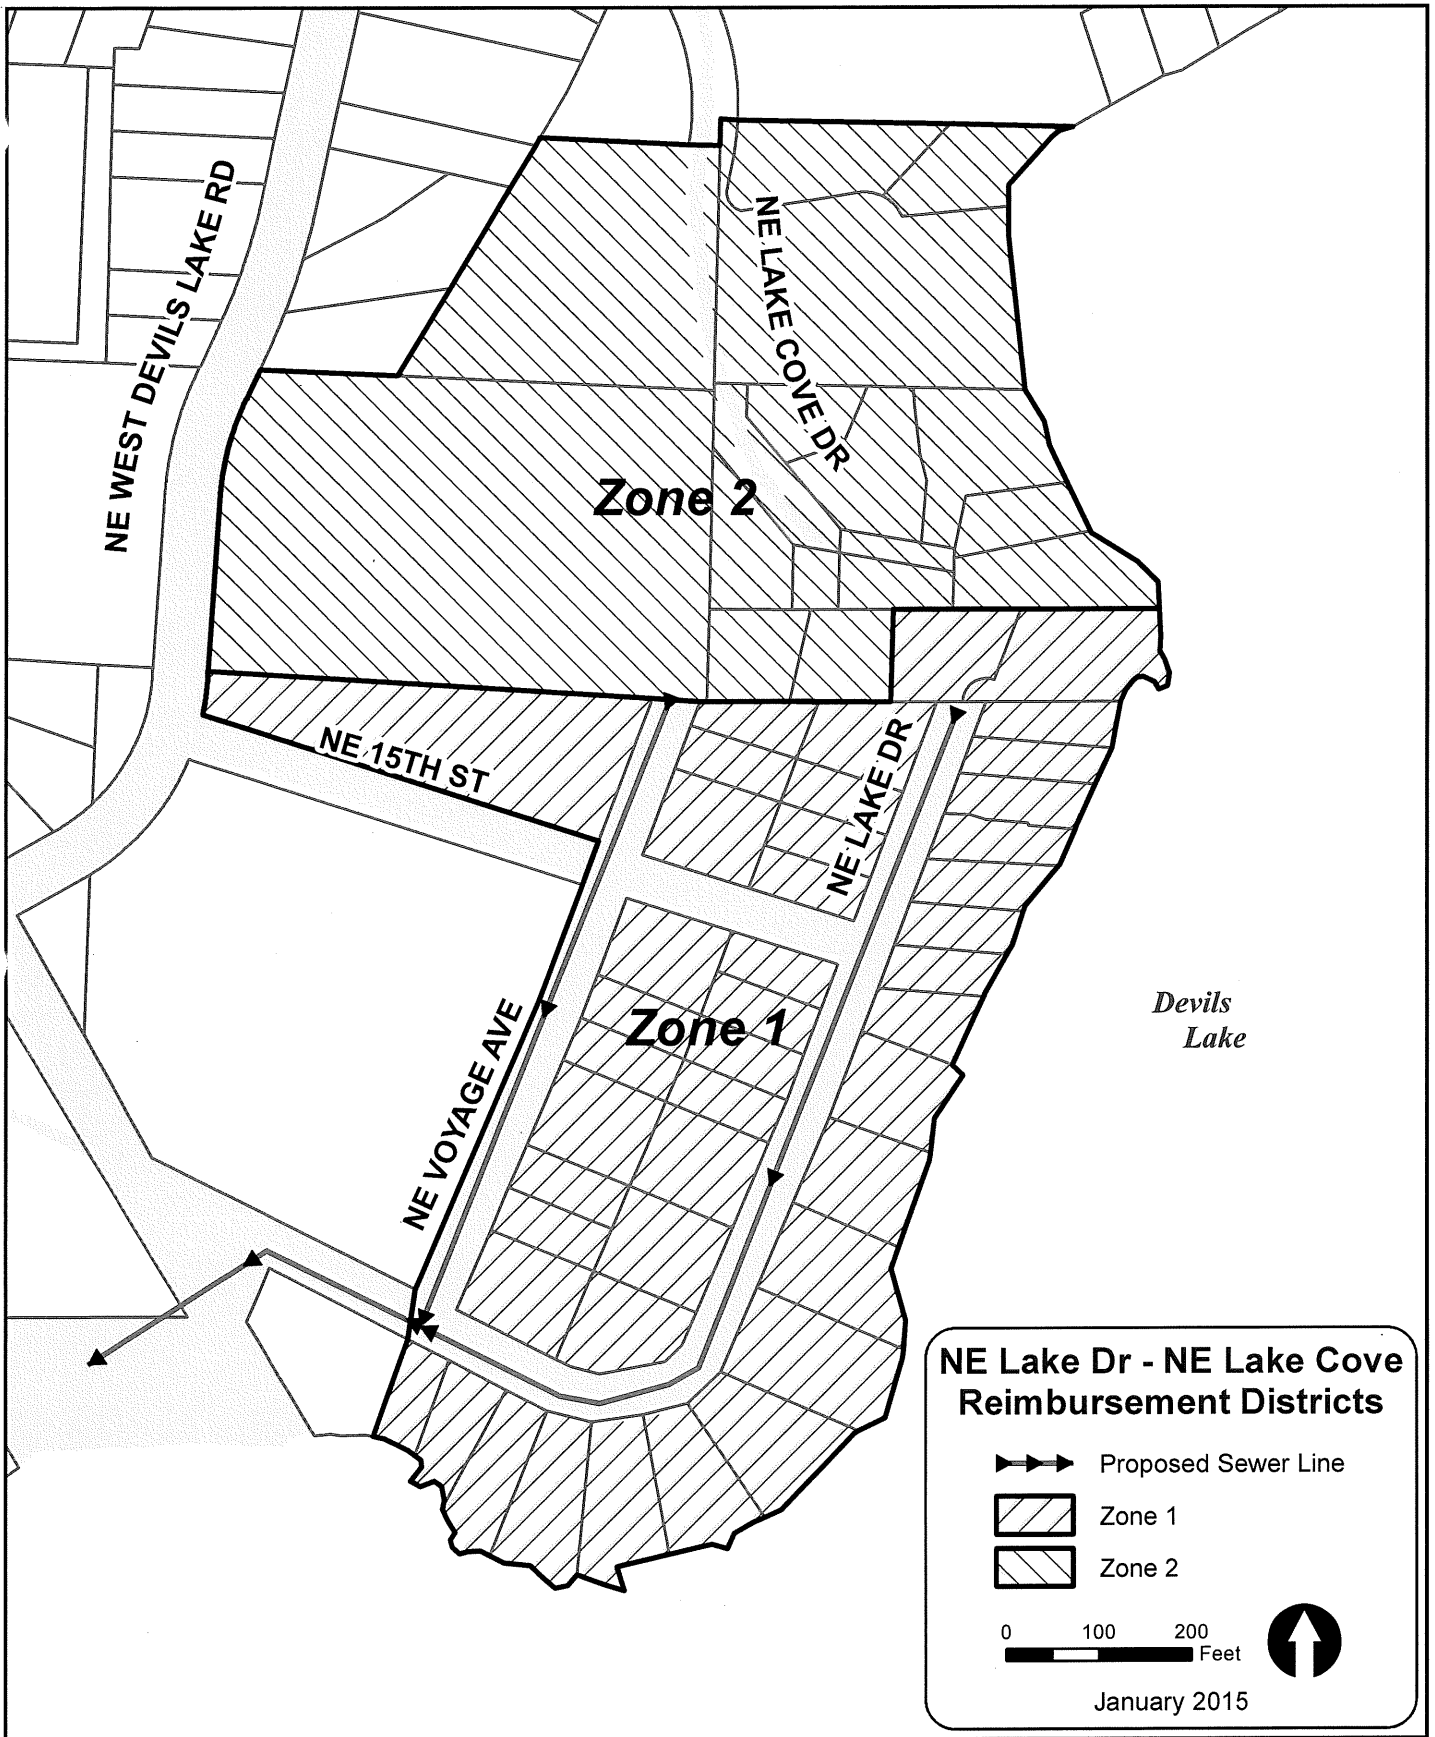 NE WEST DEVILS LAKE RD
NE LAKE COVE DR
Zone 2
NE 15TH ST
NE LAKE DR
Zone 1
NE VOYAGE AVE
Devils
Lake
NE Lake Dr - NE Lake Cove
Reimbursement Districts
Proposed Sewer Line
Zone 1
Zone 2
0 100 200
Feet
January 2015